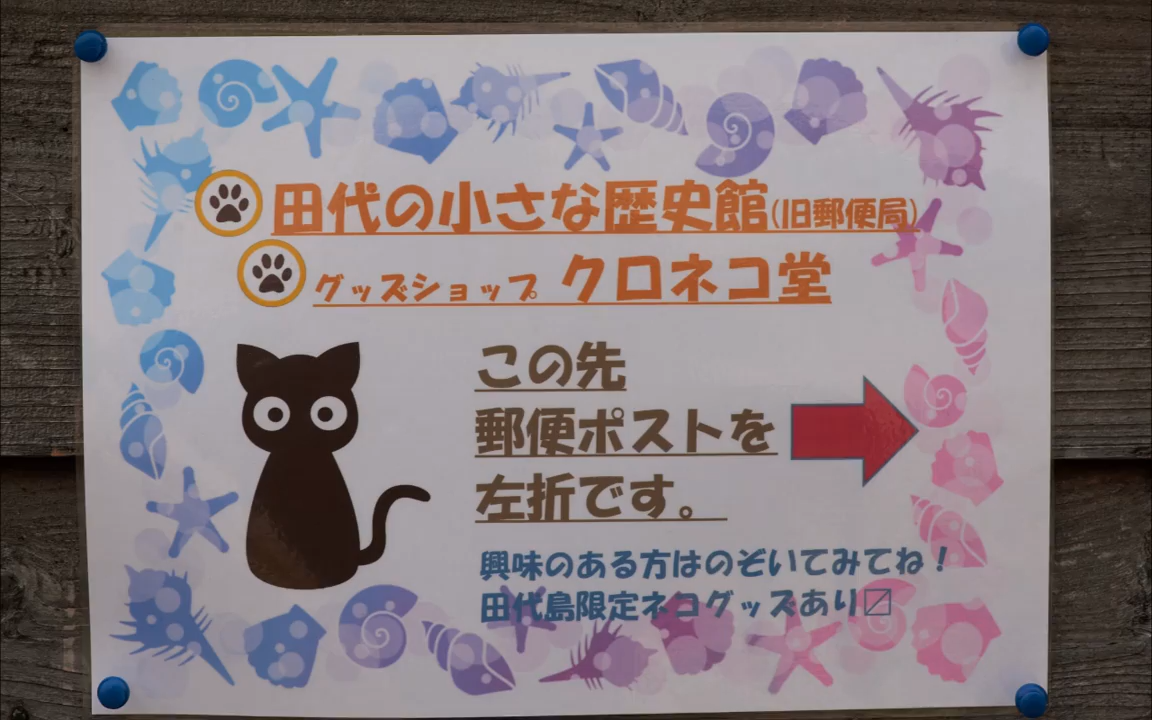 田代の小さな歴史館(旧郵便局)
グッズショップ クロネコ堂
この先
郵便ポストを
左折です。
興味のある方はのぞいてみてね！
田代島限定ネコグッズあり〼